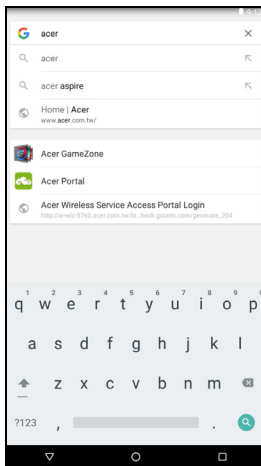 acer
acer
acer aspire
Home | Acer
www.acer.com.tw/
Acer GameZone
Acer Portal
Acer Wireless Service Access Portal Login
1 2 3 4 5 6 7 8 9 0
q w e r t y u i o p
a s d f g h j k l
z x c v b n m
?123 , .